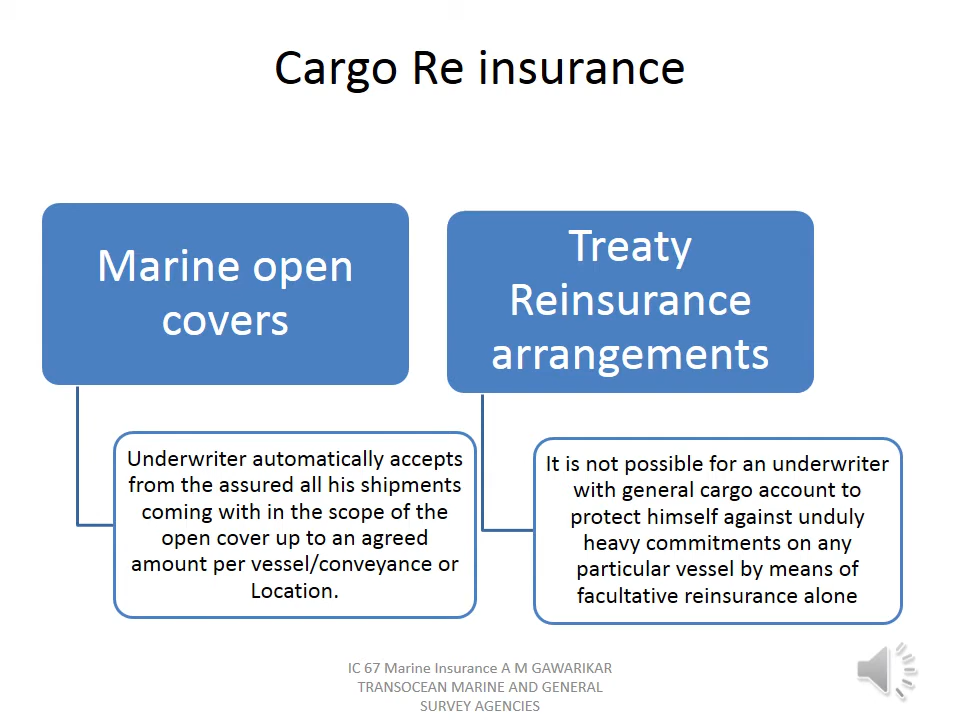 Cargo Re insurance
Marine open
covers
Underwriter automatically accepts
from the assured all his shipments
coming with in the scope of the
open cover up to an agreed
amount per vessel/conveyance or
Location.
Treaty
Reinsurance
arrangements
It is not possible for an underwriter
with general cargo account to
protect himself against unduly
heavy commitments on any
particular vessel by means of
facultative reinsurance alone
IC 67 Marine Insurance A M GAWARIKAR
TRANSOCEAN MARINE AND GENERAL
SURVEY AGENCIES